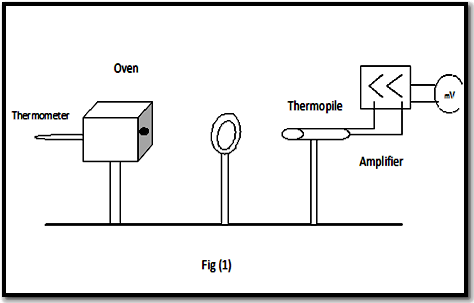 Oven
Thermometer
Thermopile
mV
Amplifier
Fig (1)